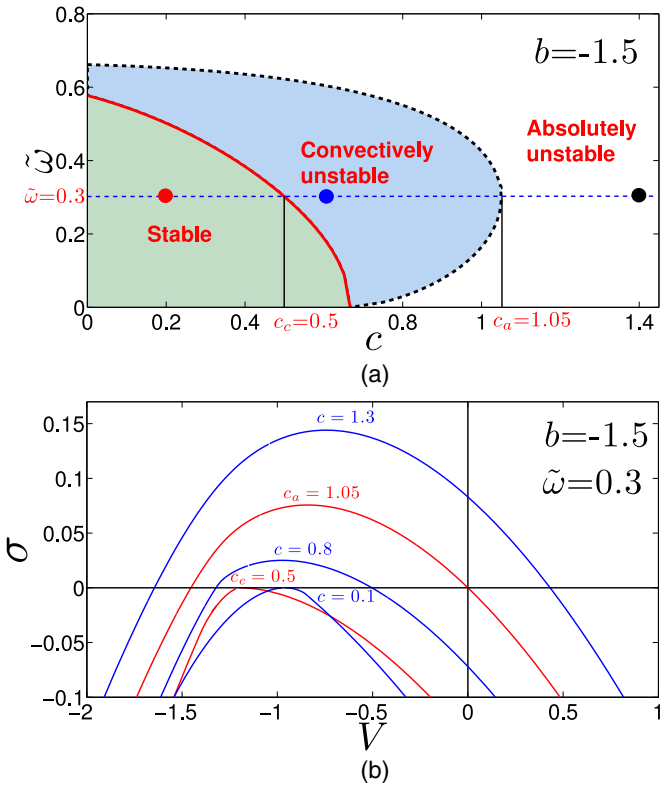 0.8
b=-1.5
0.6
Absolutely
unstable
Convectively
unstable
ω̃
0.4
ω̃=0.3
Stable
0.2
0
0 0.2 0.4 0.8 1 1.4
c_c=0.5 c c_a=1.05
(a)
0.15
c = 1.3
b=-1.5
ω̃=0.3
0.1
c_a = 1.05
σ
0.05
c = 0.8
c_c = 0.5
c = 0.1
0
−0.05
−0.1
−2 −1.5 −1 −0.5 0 0.5 1
V
(b)